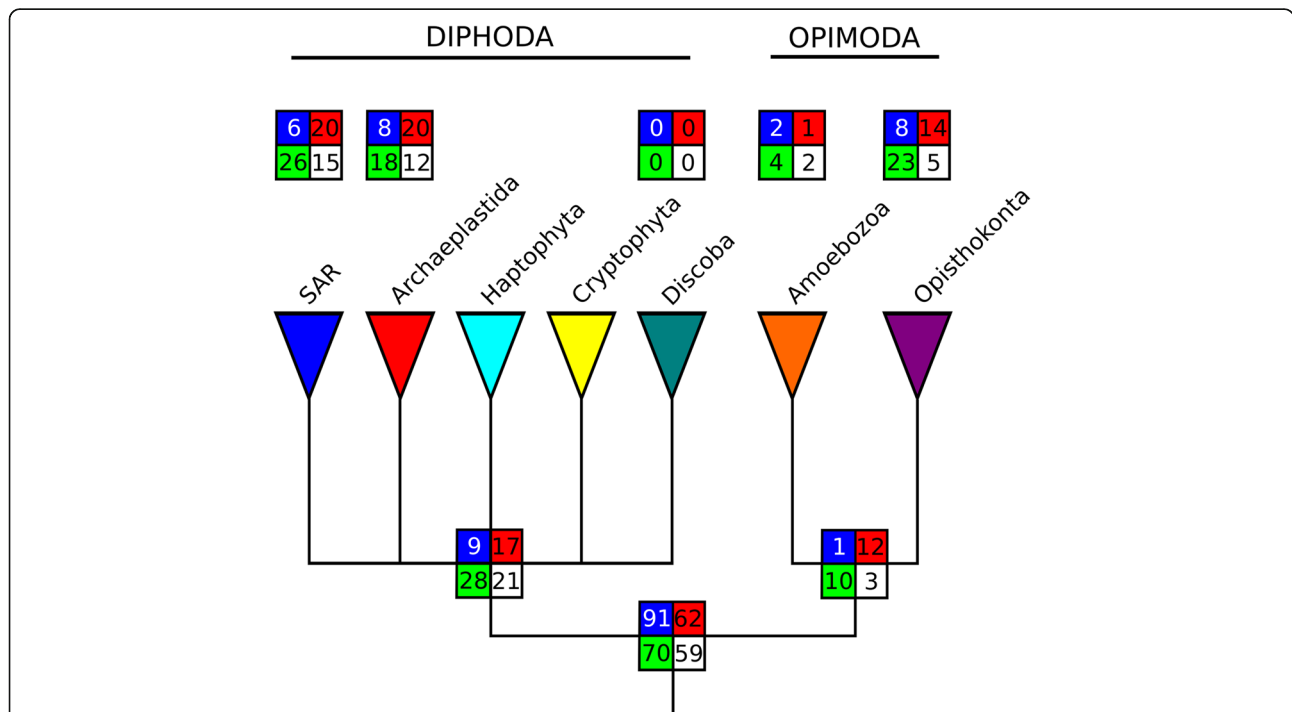 DIPHODA OPIMODA
6 20 8 20 0 0 2 1 8 14
26 15 18 12 0 0 4 2 23 5
SAR Archaeplastida Haptophyta Cryptophyta Discoba Amoebozoa Opisthokonta
9 17 1 12
28 21 10 3
91 62
70 59